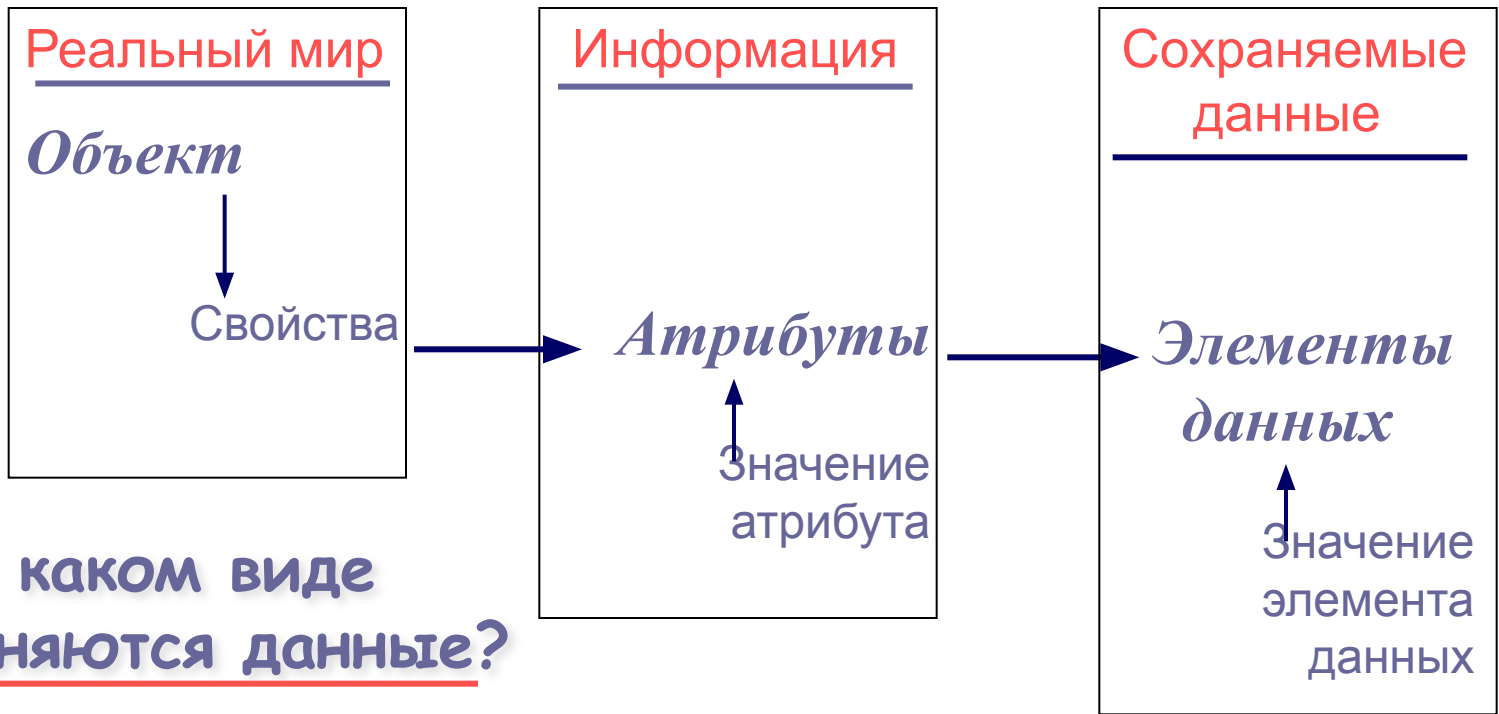 Реальный мир
Объект
Свойства
Информация
Атрибуты
Значение
атрибута
Сохраняемые
данные
Элементы
данных
Значение
элемента
данных
каком виде
няются данные?